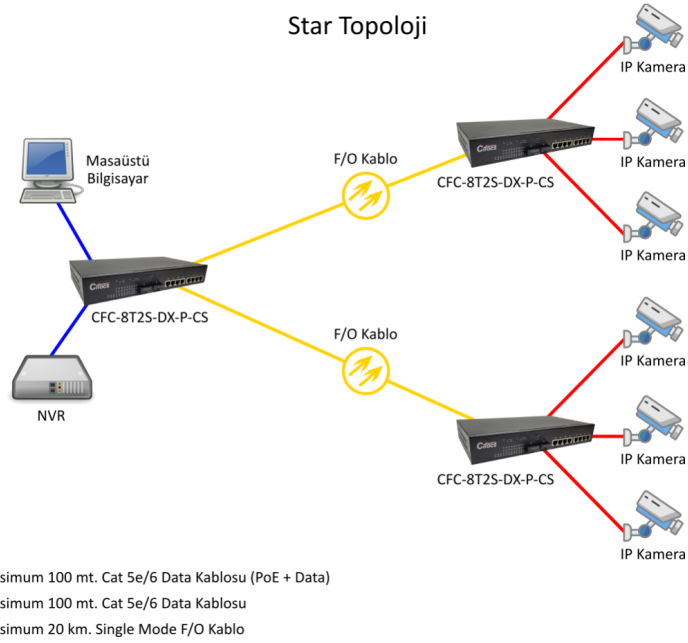 Star Topoloji
IP Kamera
F/O Kablo
IP Kamera
Masaüstü
Bilgisayar
CFC-8T2S-DX-P-CS
IP Kamera
CFC-8T2S-DX-P-CS
F/O Kablo
IP Kamera
NVR
IP Kamera
CFC-8T2S-DX-P-CS
IP Kamera
simum 100 mt. Cat 5e/6 Data Kablosu (PoE + Data)
simum 100 mt. Cat 5e/6 Data Kablosu
simum 20 km. Single Mode F/O Kablo